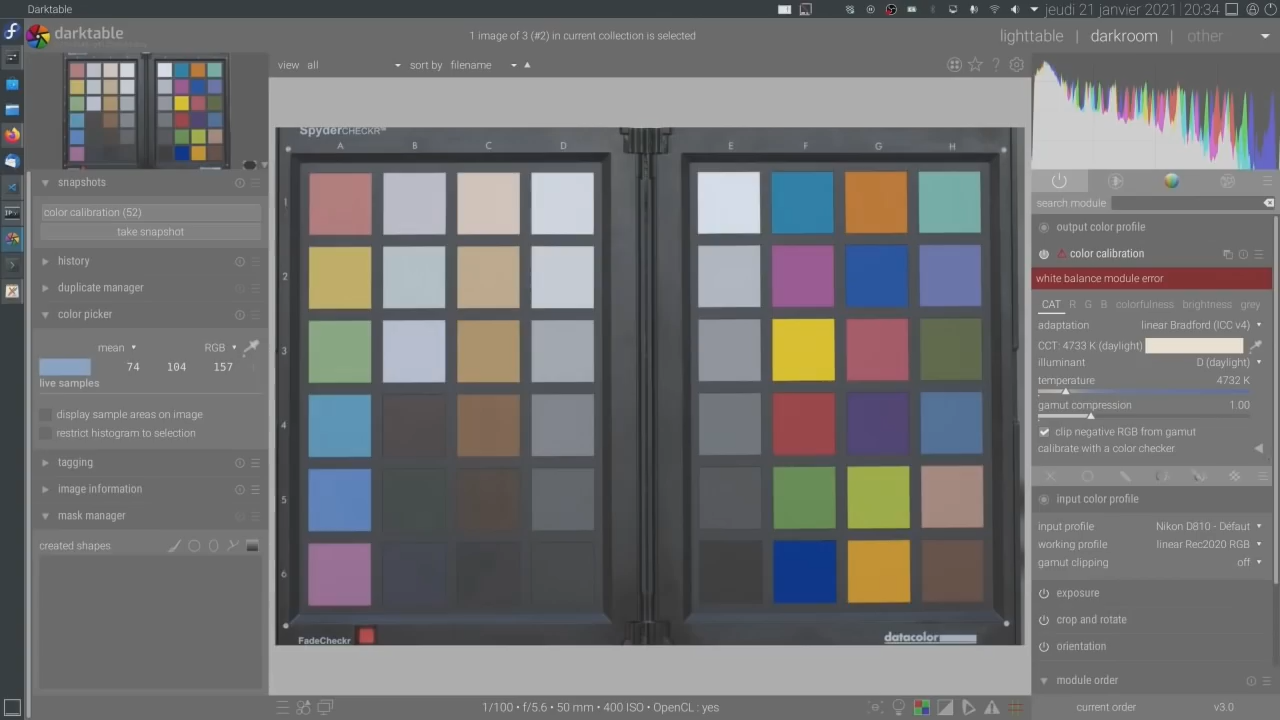 Darktable
jeudi 21 janvier 2021 | 20:34
darktable
1 image of 3 (#2) in current collection is selected
lighttable | darkroom | other
view all sort by filename
SpyderCHECKR™
A B C D E F G H
1
2
3
4
5
6
FadeCheckr
datacolor
snapshots
color calibration (52)
take snapshot
history
duplicate manager
color picker
mean RGB
74 104 157
live samples
display sample areas on image
restrict histogram to selection
tagging
image information
mask manager
created shapes
1/100 • f/5.6 • 50 mm • 400 ISO • OpenCL : yes
search module
output color profile
color calibration
white balance module error
CAT R G B colorfulness brightness grey
adaptation linear Bradford (ICC v4)
CCT: 4733 K (daylight)
illuminant D (daylight)
temperature 4732 K
gamut compression 1.00
clip negative RGB from gamut
calibrate with a color checker
input color profile
input profile Nikon D810 - Défaut
working profile linear Rec2020 RGB
gamut clipping off
exposure
crop and rotate
orientation
module order
current order v3.0